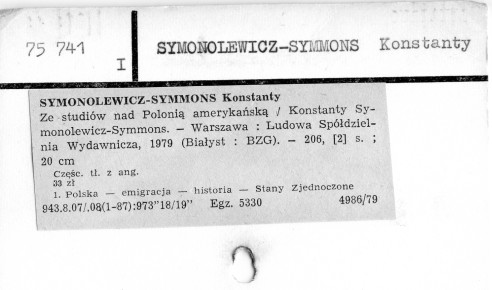 75 741
I
SYMONOLEWICZ-SYMMONS Konstanty
SYMONOLEWICZ-SYMMONS Konstanty
Ze studiów nad Polonią amerykańską / Konstanty Sy-
monolewicz-Symmons. — Warszawa : Ludowa Spółdziel-
nia Wydawnicza, 1979 (Białyst : BZG). — 206, [2] s. ;
20 cm
Częśc. tł. z ang.
33 zł
1. Polska — emigracja — historia — Stany Zjednoczone
943.8.07/.08(1-87):973"18/19" Egz. 5330 4986/79